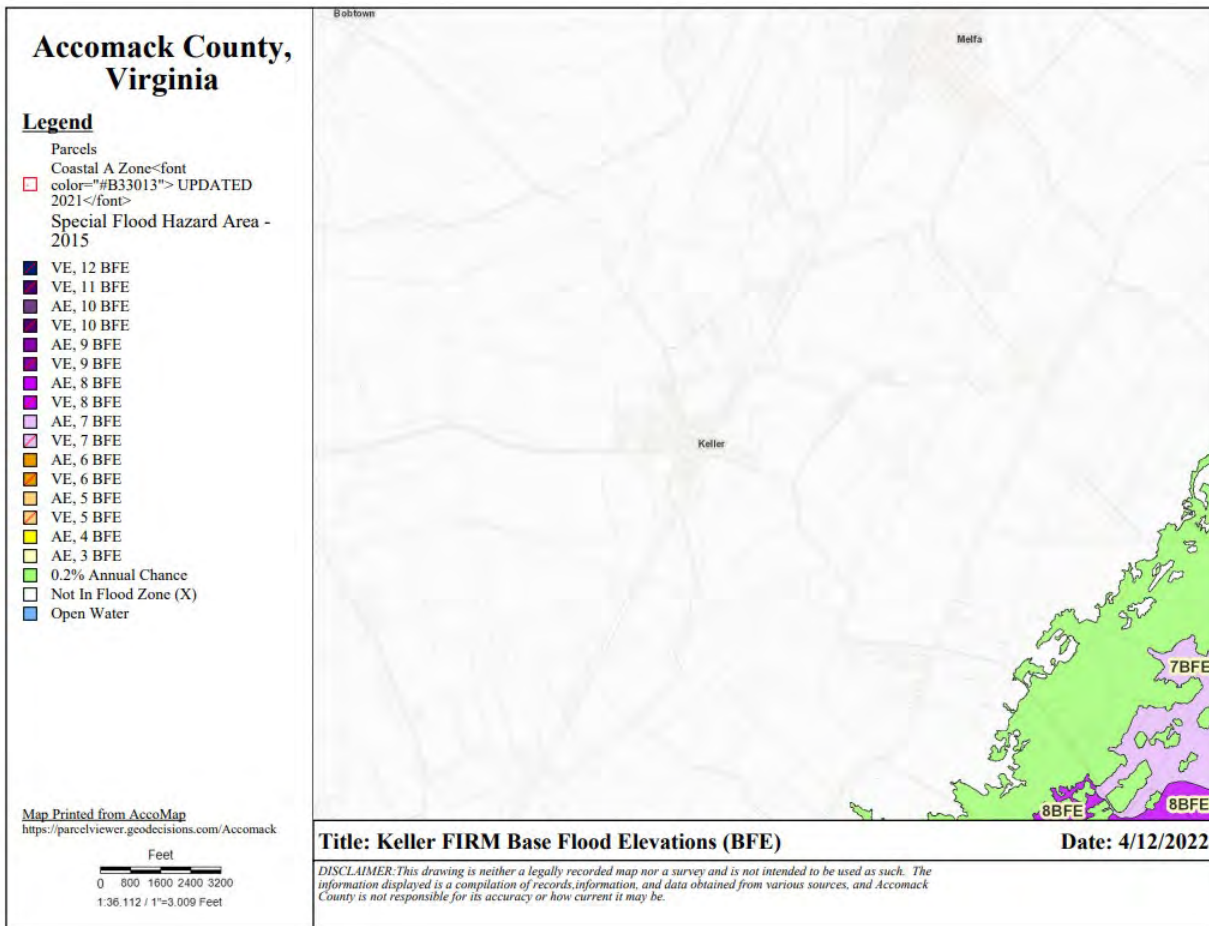 Accomack County,
Virginia
Legend
Parcels
Coastal A Zone<font
color="#B33013"> UPDATED
2021</font>
Special Flood Hazard Area -
2015
VE, 12 BFE
VE, 11 BFE
AE, 10 BFE
VE, 10 BFE
AE, 9 BFE
VE, 9 BFE
AE, 8 BFE
VE, 8 BFE
AE, 7 BFE
VE, 7 BFE
AE, 6 BFE
VE, 6 BFE
AE, 5 BFE
VE, 5 BFE
AE, 4 BFE
AE, 3 BFE
0.2% Annual Chance
Not In Flood Zone (X)
Open Water
Map Printed from AccoMap
https://parcelviewer.geodecisions.com/Accomack
Feet
0 800 1600 2400 3200
1:36,112 / 1"=3,009 Feet
Bobtown
Melfa
Keller
7BFE
8BFE
8BFE
Title: Keller FIRM Base Flood Elevations (BFE)
Date: 4/12/2022
DISCLAIMER:This drawing is neither a legally recorded map nor a survey and is not intended to be used as such. The
information displayed is a compilation of records,information, and data obtained from various sources, and Accomack
County is not responsible for its accuracy or how current it may be.